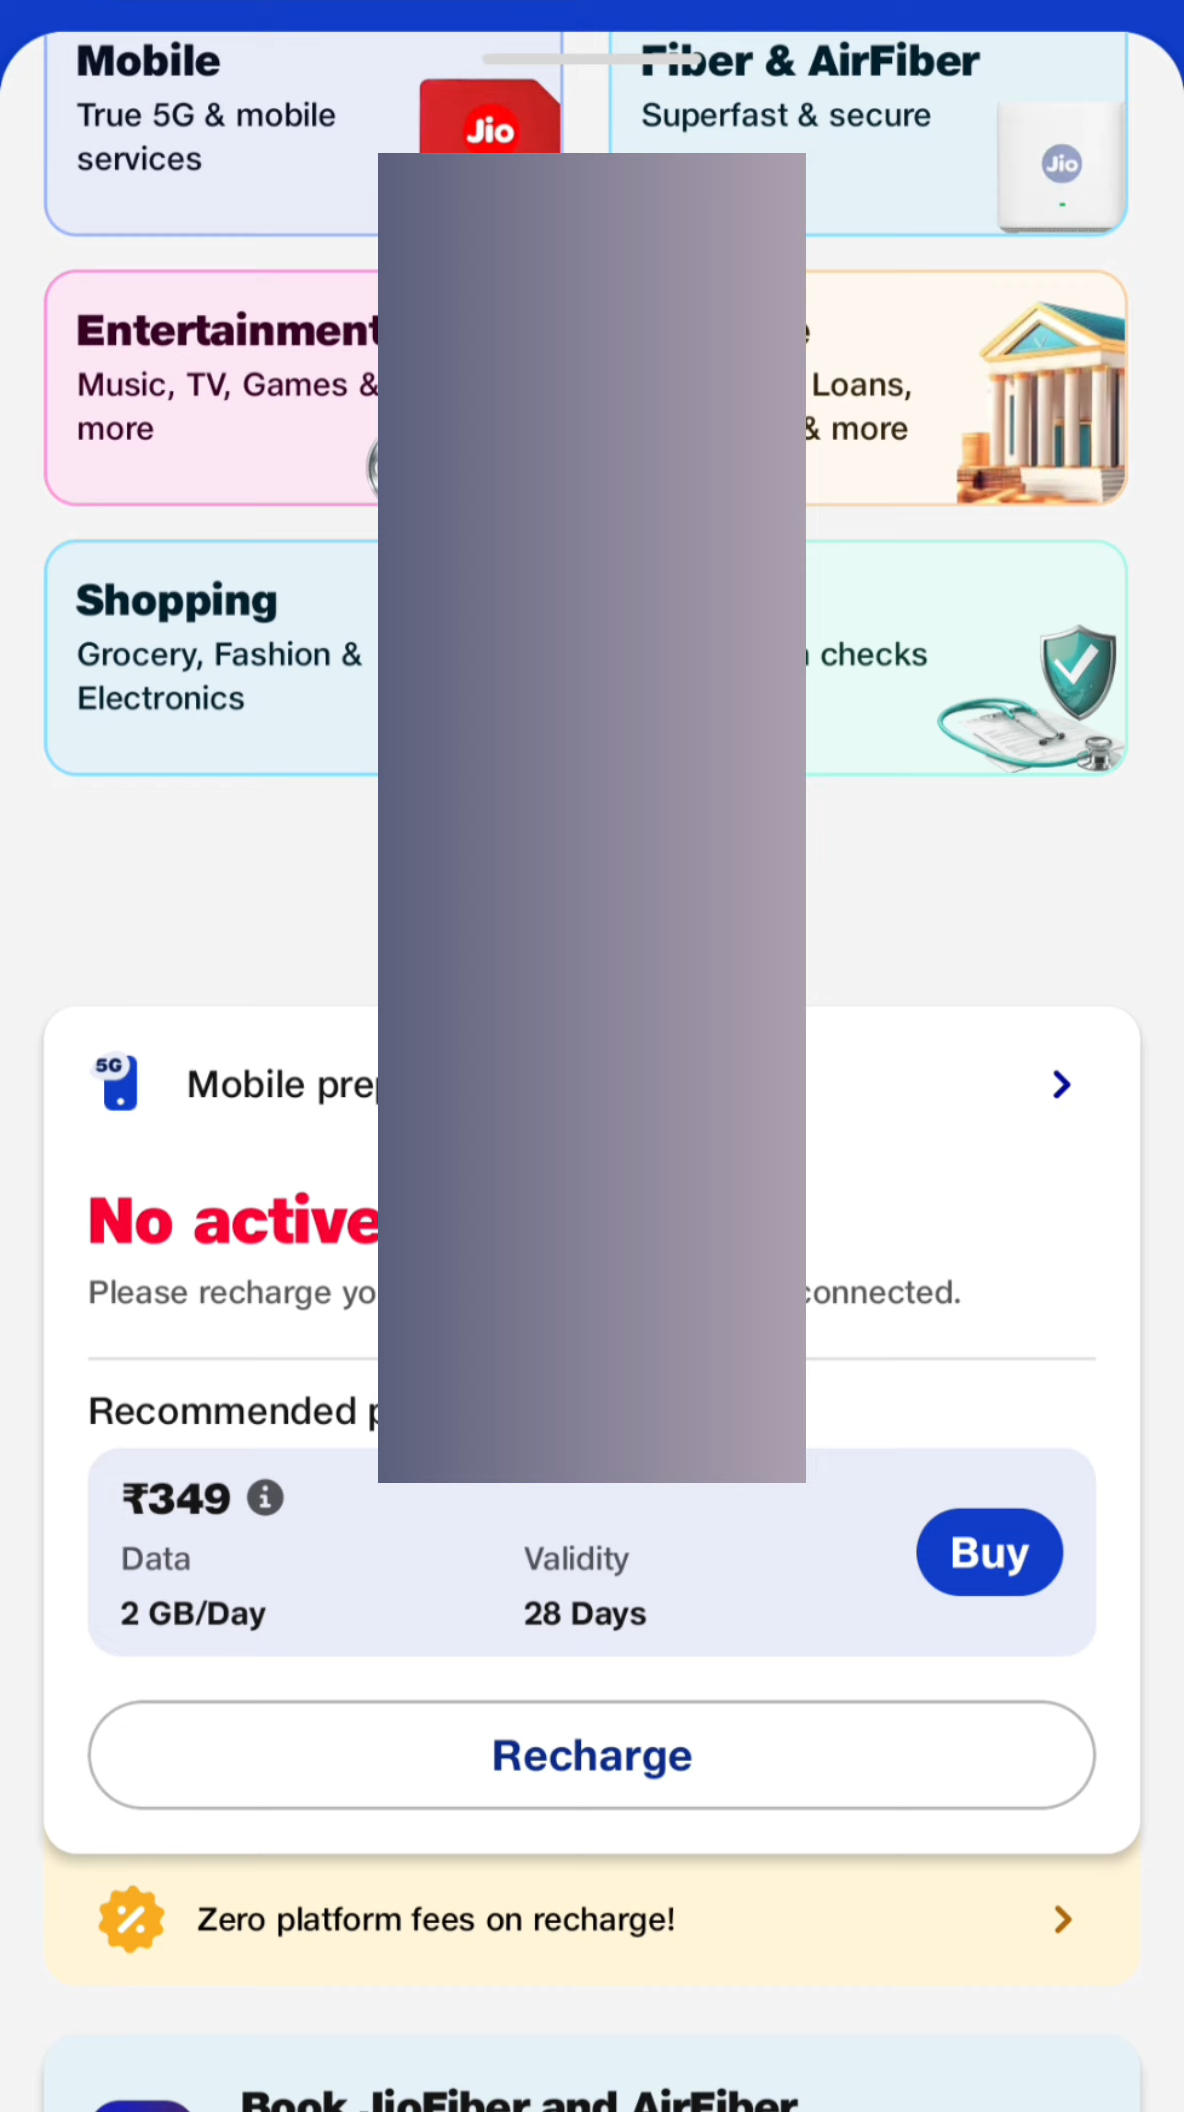 Mobile
True 5G & mobile
services
Jio
Fiber & AirFiber
Superfast & secure
Jio
Entertainment
Music, TV, Games &
more
Loans,
& more
Shopping
Grocery, Fashion &
Electronics
checks
5G
Mobile
No active
Please recharge
connected.
Recommended
₹349
Data
2 GB/Day
Validity
28 Days
Buy
Recharge
Zero platform fees on recharge!
Book JioFiber and AirFiber